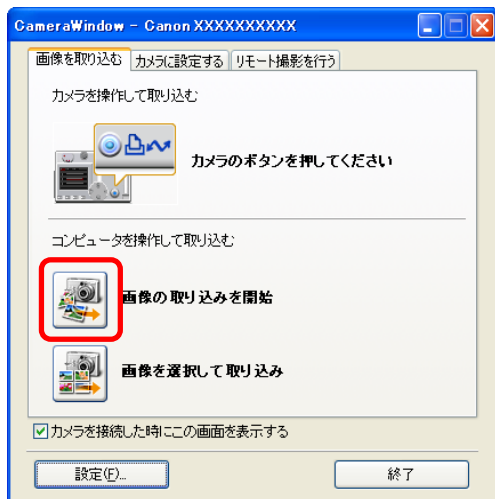 CameraWindow - Canon XXXXXXXXXX
画像を取り込む カメラに設定する リモート撮影を行う
カメラを操作して取り込む
カメラのボタンを押してください
コンピュータを操作して取り込む
画像の取り込みを開始
画像を選択して取り込み
カメラを接続した時にこの画面を表示する
設定(F)... 終了